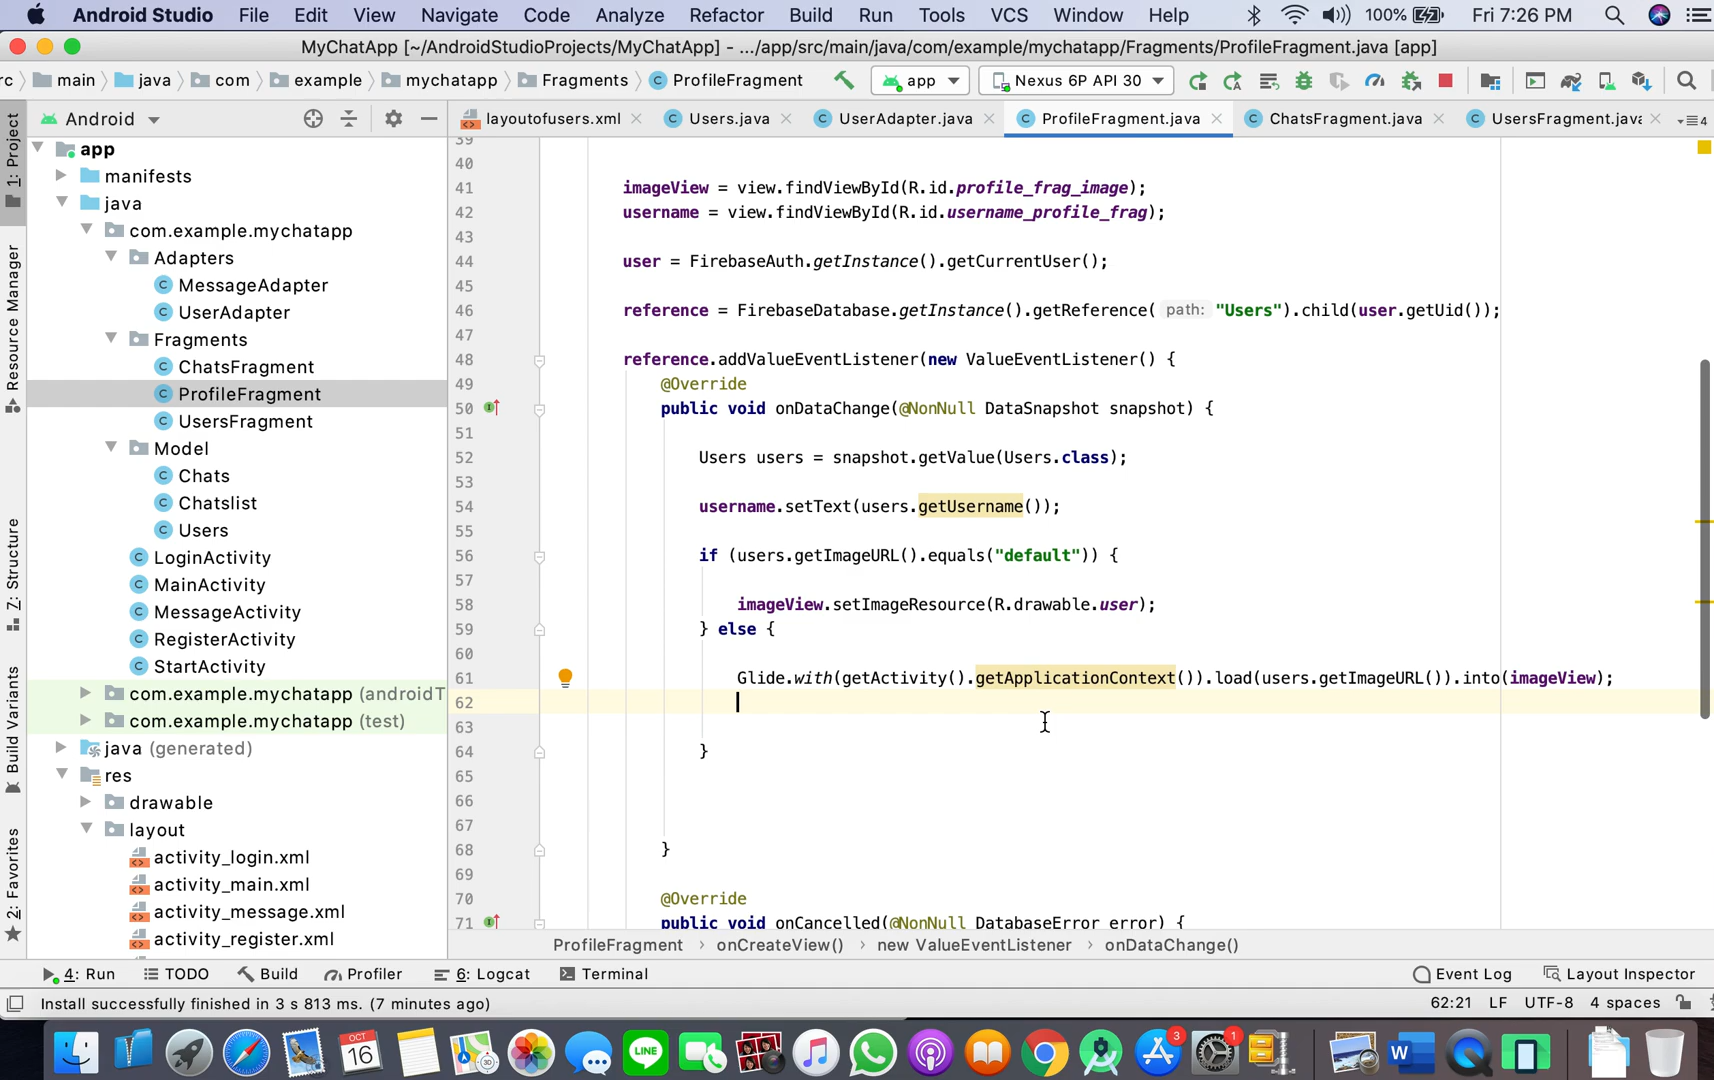 Android Studio File Edit View Navigate Code Analyze Refactor Build Run Tools VCS Window Help 100% Fri 7:26 PM
MyChatApp [~/AndroidStudioProjects/MyChatApp] - .../app/src/main/java/com/example/mychatapp/Fragments/ProfileFragment.java [app]
rc main java com example mychatapp Fragments ProfileFragment app Nexus 6P API 30
Android layoutofusers.xml Users.java UserAdapter.java ProfileFragment.java ChatsFragment.java UsersFragment.java 4
1: Project
Resource Manager
7: Structure
Build Variants
2: Favorites
app
manifests
java
com.example.mychatapp
Adapters
MessageAdapter
UserAdapter
Fragments
ChatsFragment
ProfileFragment
UsersFragment
Model
Chats
Chatslist
Users
LoginActivity
MainActivity
MessageActivity
RegisterActivity
StartActivity
com.example.mychatapp (androidT
com.example.mychatapp (test)
java (generated)
res
drawable
layout
activity_login.xml
activity_main.xml
activity_message.xml
activity_register.xml
39
40
41 imageView = view.findViewById(R.id.profile_frag_image);
42 username = view.findViewById(R.id.username_profile_frag);
43
44 user = FirebaseAuth.getInstance().getCurrentUser();
45
46 reference = FirebaseDatabase.getInstance().getReference( path: "Users").child(user.getUid());
47
48 reference.addValueEventListener(new ValueEventListener() {
49 @Override
50 public void onDataChange(@NonNull DataSnapshot snapshot) {
51
52 Users users = snapshot.getValue(Users.class);
53
54 username.setText(users.getUsername());
55
56 if (users.getImageURL().equals("default")) {
57
58 imageView.setImageResource(R.drawable.user);
59 } else {
60
61 Glide.with(getActivity().getApplicationContext()).load(users.getImageURL()).into(imageView);
62
63
64 }
65
66
67
68 }
69
70 @Override
71 public void onCancelled(@NonNull DatabaseError error) {
ProfileFragment › onCreateView() › new ValueEventListener › onDataChange()
4: Run TODO Build Profiler 6: Logcat Terminal Event Log Layout Inspector
Install successfully finished in 3 s 813 ms. (7 minutes ago) 62:21 LF UTF-8 4 spaces
OCT
16
LINE
3
1
W